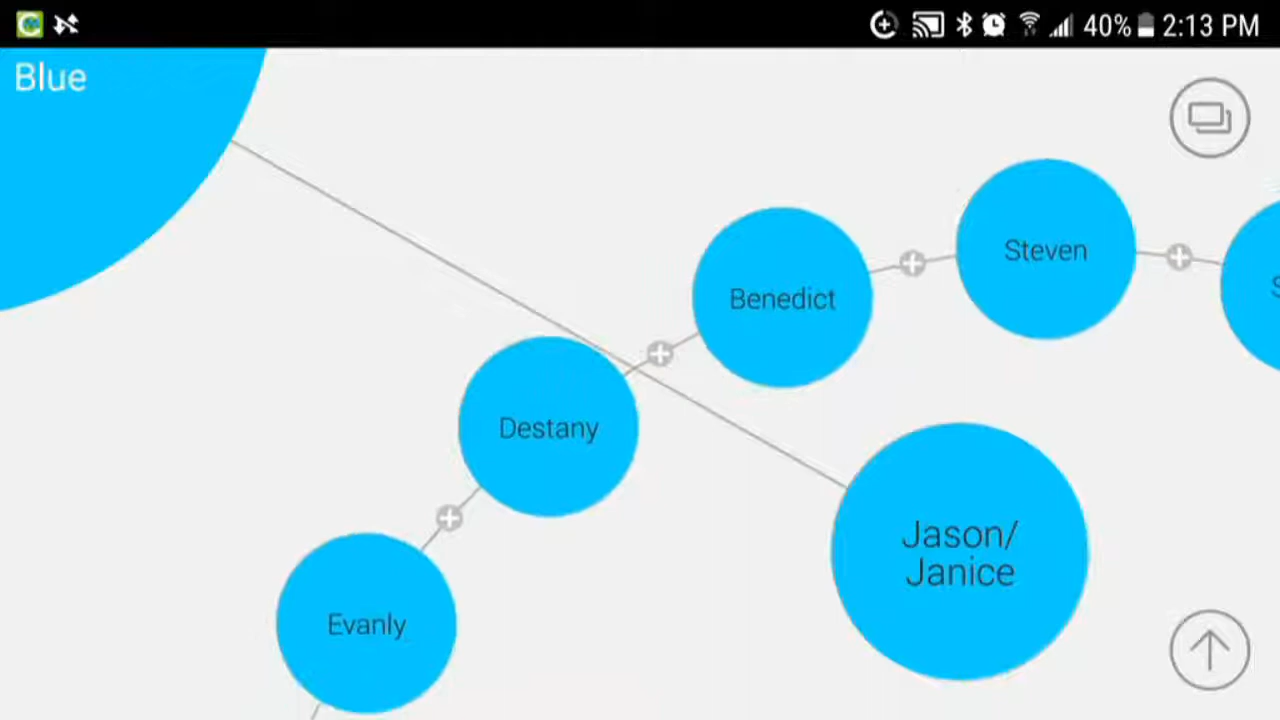 40% 2:13 PM
Blue
Steven
Benedict
Destany
Jason/
Janice
Evanly